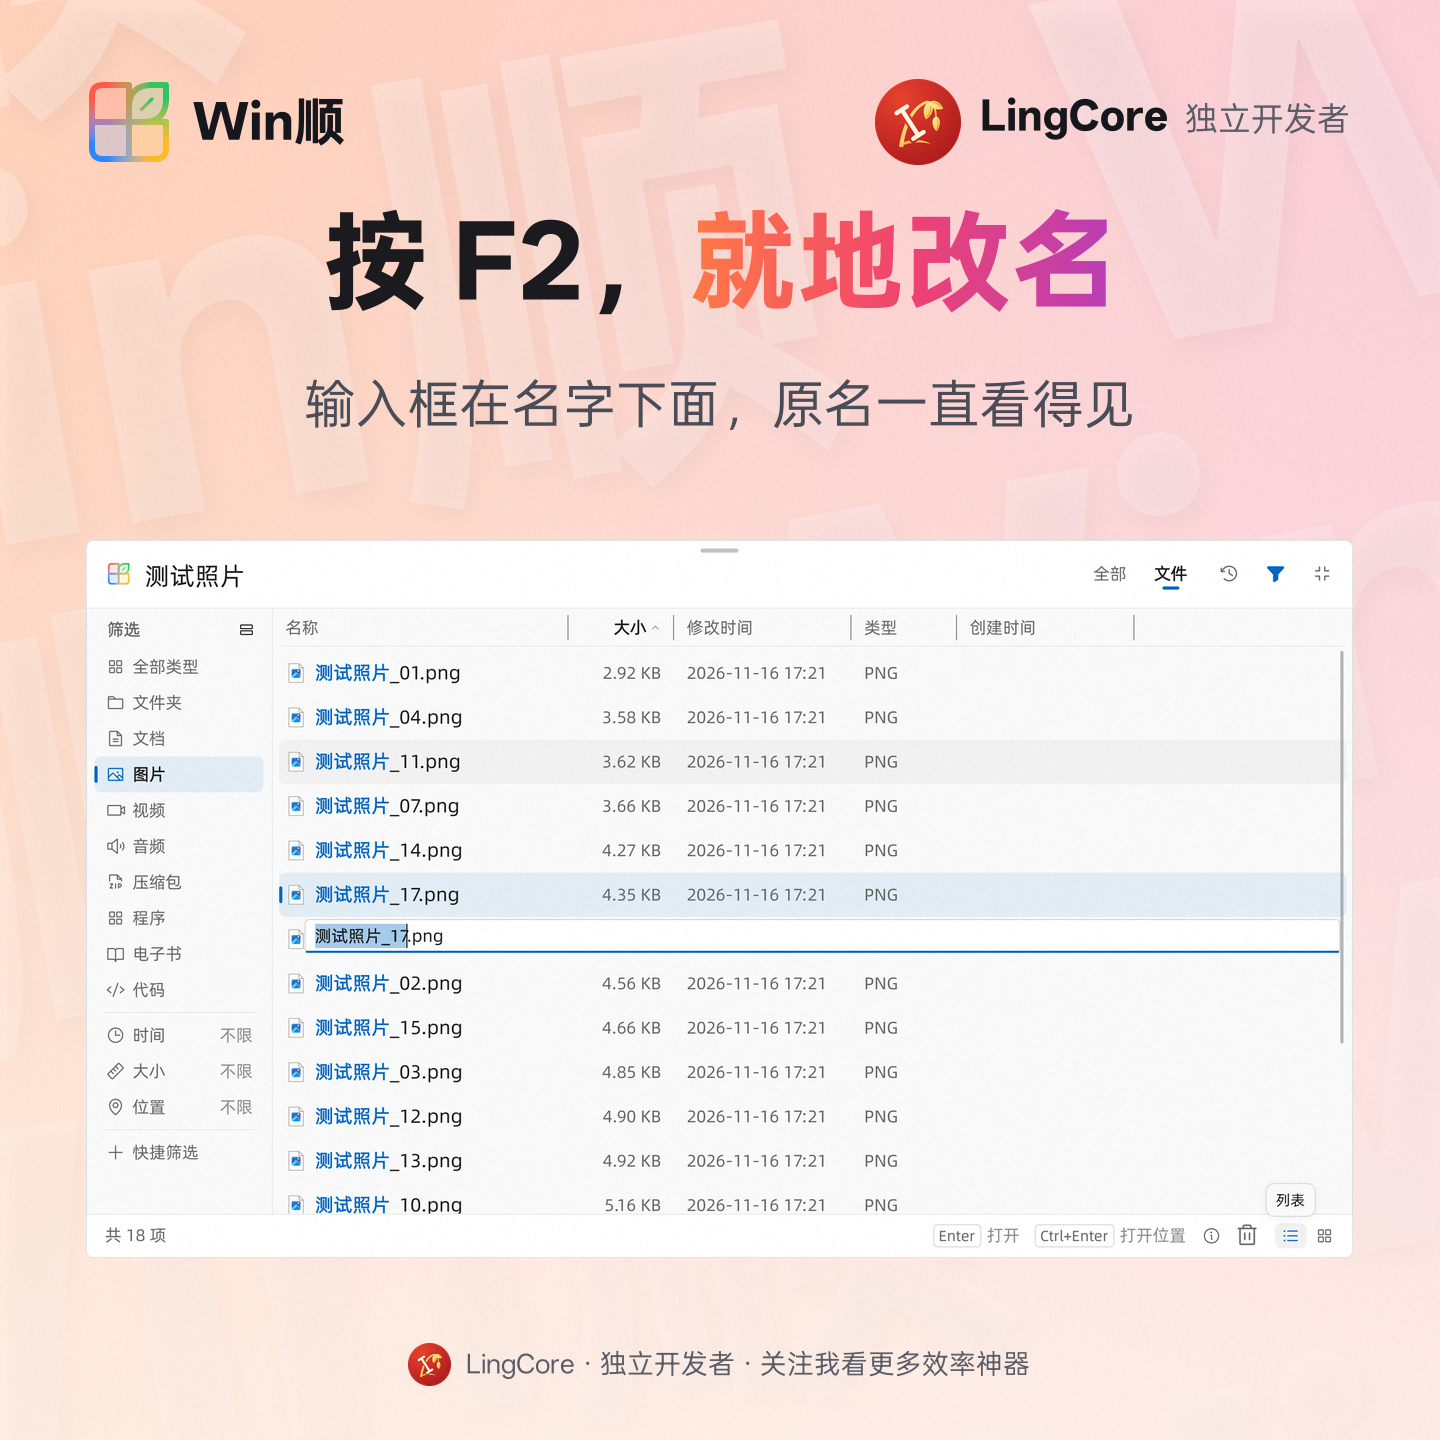 Win顺
LingCore 独立开发者
按 F2，就地改名
输入框在名字下面，原名一直看得见
测试照片
全部 文件
筛选
名称 大小 修改时间 类型 创建时间
全部类型
文件夹
文档
图片
视频
音频
压缩包
程序
电子书
代码
时间 不限
大小 不限
位置 不限
快捷筛选
测试照片_01.png 2.92 KB 2026-11-16 17:21 PNG
测试照片_04.png 3.58 KB 2026-11-16 17:21 PNG
测试照片_11.png 3.62 KB 2026-11-16 17:21 PNG
测试照片_07.png 3.66 KB 2026-11-16 17:21 PNG
测试照片_14.png 4.27 KB 2026-11-16 17:21 PNG
测试照片_17.png 4.35 KB 2026-11-16 17:21 PNG
测试照片_17.png
测试照片_02.png 4.56 KB 2026-11-16 17:21 PNG
测试照片_15.png 4.66 KB 2026-11-16 17:21 PNG
测试照片_03.png 4.85 KB 2026-11-16 17:21 PNG
测试照片_12.png 4.90 KB 2026-11-16 17:21 PNG
测试照片_13.png 4.92 KB 2026-11-16 17:21 PNG
测试照片_10.png 5.16 KB 2026-11-16 17:21 PNG
列表
共 18 项
Enter 打开 Ctrl+Enter 打开位置
LingCore · 独立开发者 · 关注我看更多效率神器